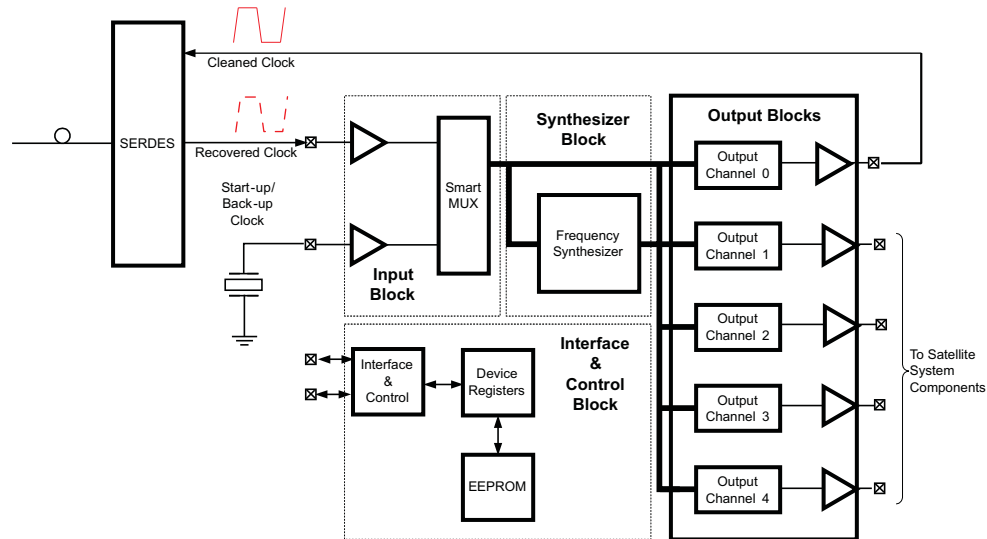 Cleaned Clock
SERDES
Recovered Clock
Start-up/
Back-up
Clock
Input
Block
Smart
MUX
Synthesizer
Block
Frequency
Synthesizer
Output Blocks
Output
Channel 0
Output
Channel 1
Output
Channel 2
Output
Channel 3
Output
Channel 4
To Satellite
System
Components
Interface
&
Control
Block
Interface
&
Control
Device
Registers
EEPROM